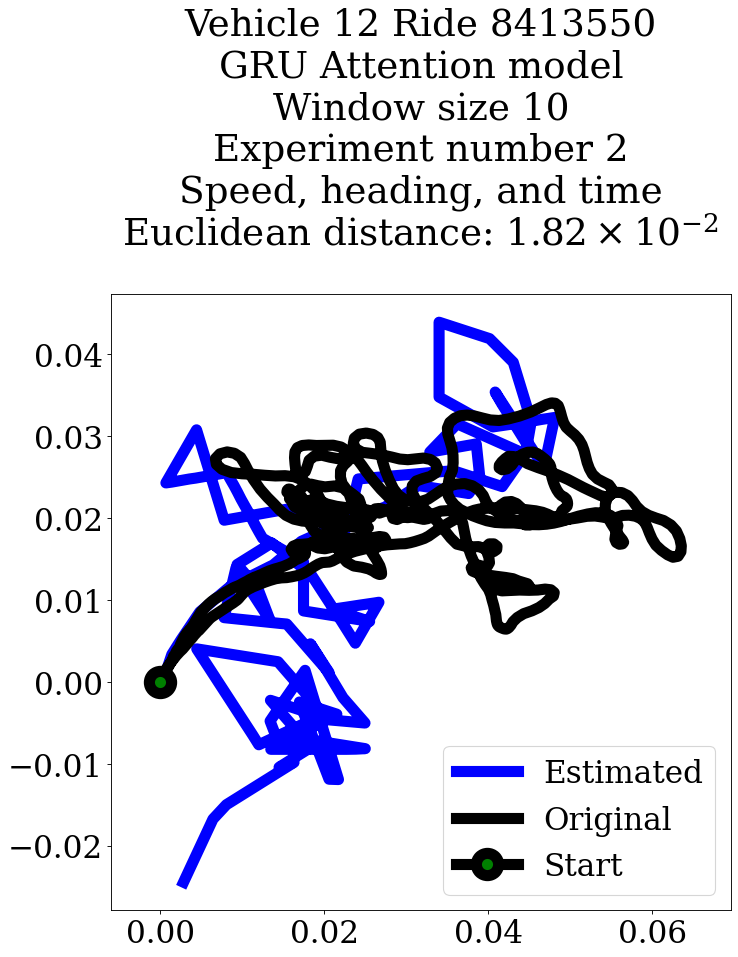 Vehicle 12 Ride 8413550
GRU Attention model
Window size 10
Experiment number 2
Speed, heading, and time
Euclidean distance: 1.82 × 10⁻²
0.04
0.03
0.02
0.01
0.00
−0.01
−0.02
Estimated
Original
Start
0.00 0.02 0.04 0.06